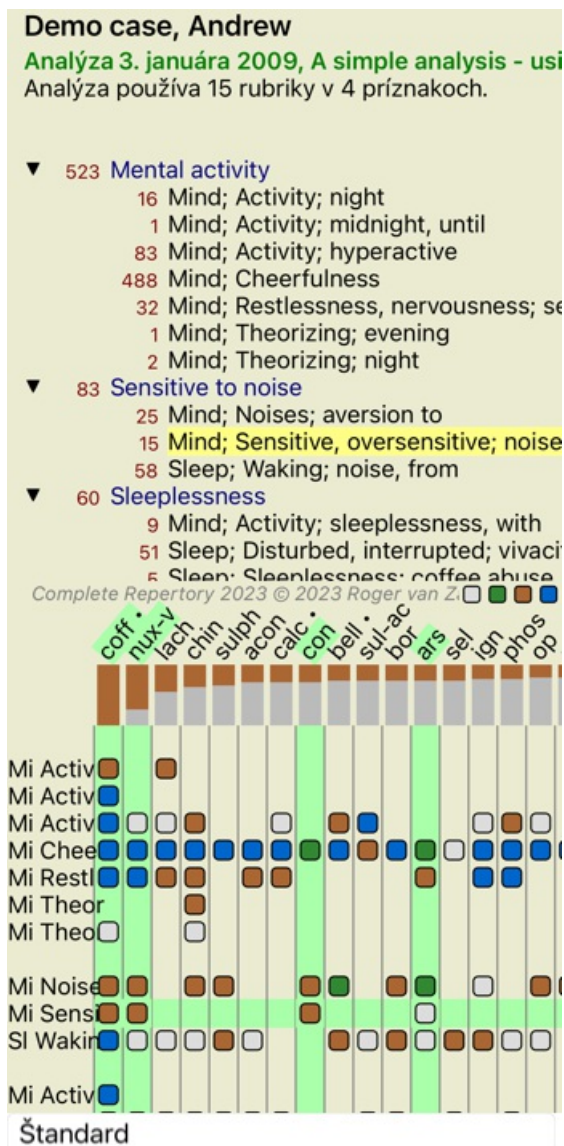 Demo case, Andrew
Analýza 3. januára 2009, A simple analysis - usi
Analýza používa 15 rubriky v 4 príznakoch.
▼ 523 Mental activity
16 Mind; Activity; night
1 Mind; Activity; midnight, until
83 Mind; Activity; hyperactive
488 Mind; Cheerfulness
32 Mind; Restlessness, nervousness; se
1 Mind; Theorizing; evening
2 Mind; Theorizing; night
▼ 83 Sensitive to noise
25 Mind; Noises; aversion to
15 Mind; Sensitive, oversensitive; noise
58 Sleep; Waking; noise, from
▼ 60 Sleeplessness
9 Mind; Activity; sleeplessness, with
51 Sleep; Disturbed, interrupted; vivaci
5 Sleep; Sleeplessness; coffee abuse
Complete Repertory 2023 © 2023 Roger van Z
coff • nux-v lach chin sulph acon calc • con bell • sul-ac bor ars sel ign phos op
Mi Activ
Mi Activ
Mi Activ
Mi Chee
Mi Restl
Mi Theor
Mi Theo
Mi Noise
Mi Sensi
Sl Wakin
Mi Activ
Štandard